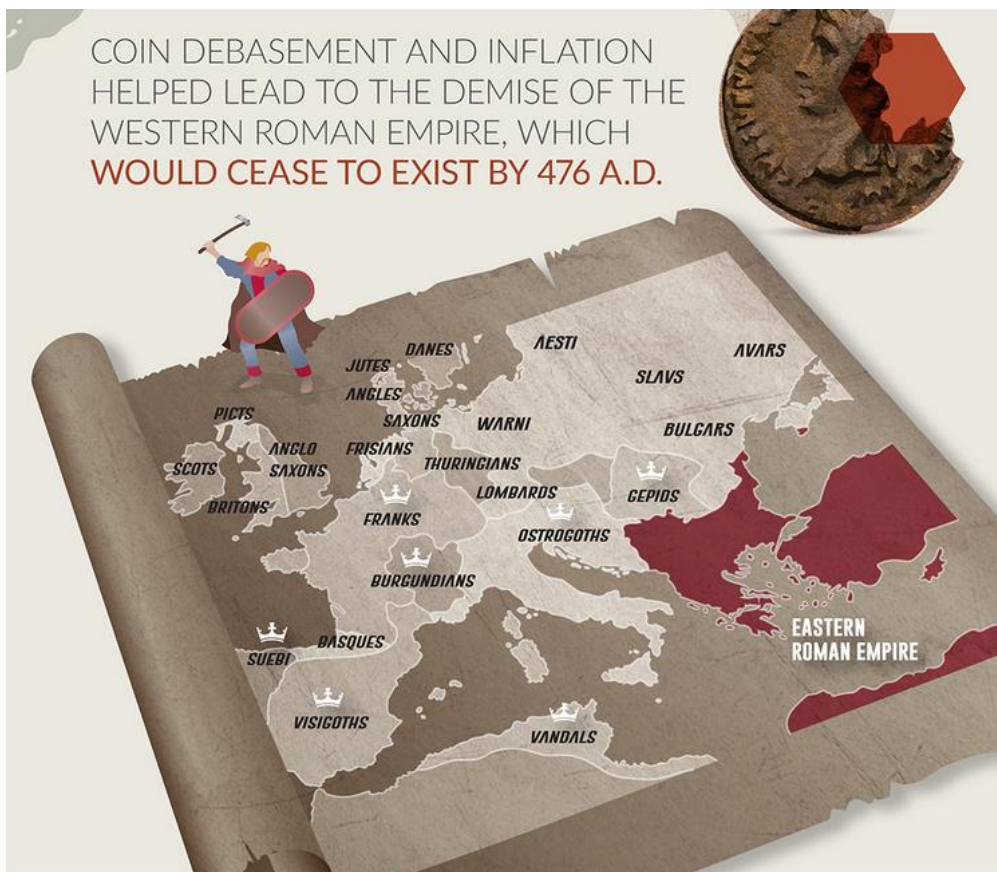 COIN DEBASEMENT AND INFLATION
HELPED LEAD TO THE DEMISE OF THE
WESTERN ROMAN EMPIRE, WHICH
WOULD CEASE TO EXIST BY 476 A.D.
DANES
AESTI
AVARS
JUTES
SLAVS
ANGLES
PICTS
SAXONS
WARNI
BULGARS
ANGLO
SAXONS
FRISIANS
SCOTS
THURINGIANS
LOMBARDS
GEPIDS
BRITONS
FRANKS
OSTROGOTHS
BURGUNDIANS
EASTERN
ROMAN EMPIRE
BASQUES
SUEBI
VISIGOTHS
VANDALS